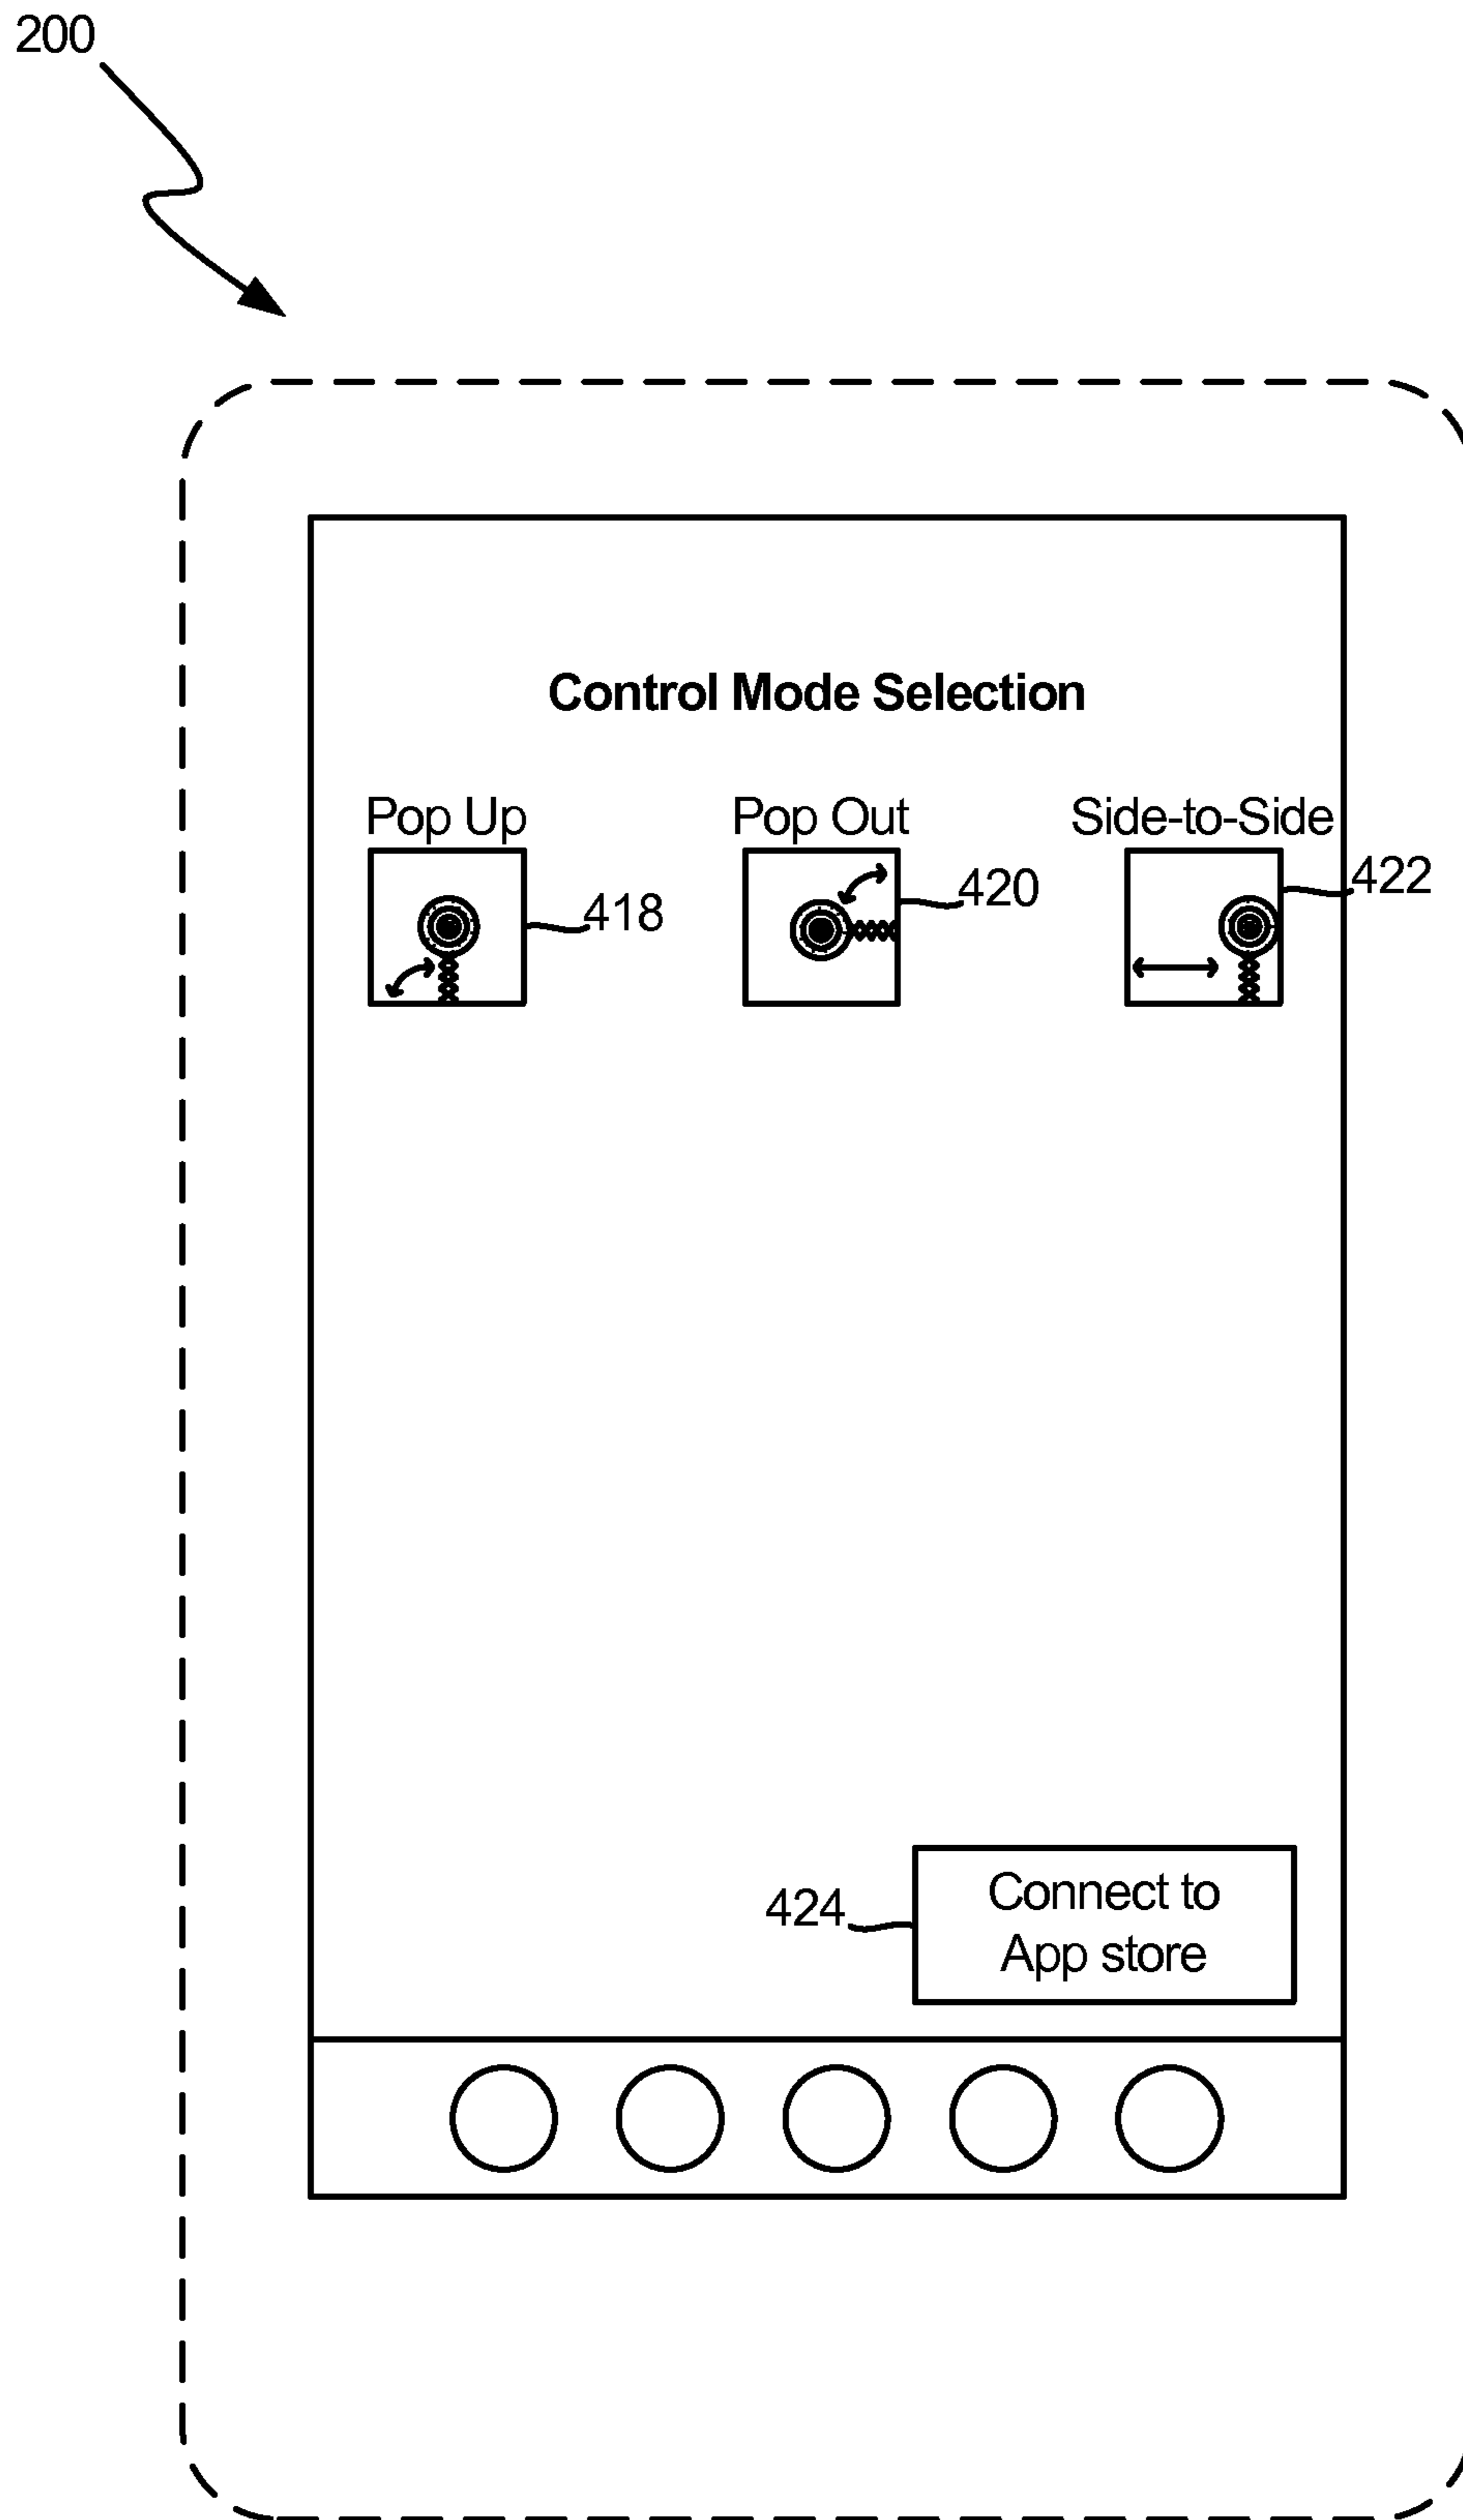 200
Control Mode Selection
Pop Up
Pop Out
Side-to-Side
418
420
422
424
Connect to
App store